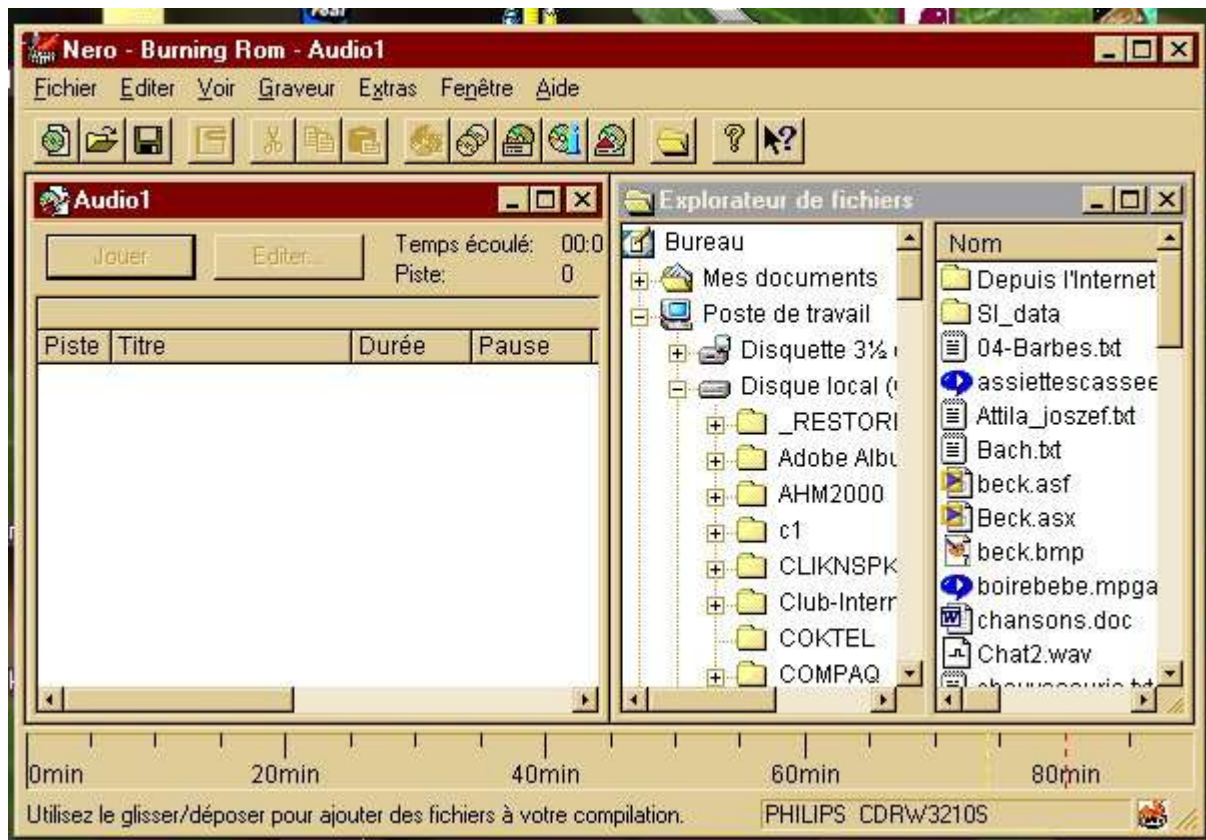 Nero - Burning Rom - Audio1
Fichier Editer Voir Graveur Extras Fenêtre Aide
Audio1
Jouer Editer... Temps écoulé: 00:0
Piste: 0
Piste Titre Durée Pause
Explorateur de fichiers
Bureau
Mes documents
Poste de travail
Disquette 3½
Disque local (
_RESTOR
Adobe Albu
AHM2000
c1
CLIKNSPK
Club-Intern
COKTEL
COMPAQ
Nom
Depuis l'Internet
SI_data
04-Barbes.txt
assiettescassee
Attila_joszef.txt
Bach.txt
beck.asf
Beck.asx
beck.bmp
boirebebe.mpga
chansons.doc
Chat2.wav
0min 20min 40min 60min 80min
Utilisez le glisser/déposer pour ajouter des fichiers à votre compilation. PHILIPS CDRW3210S